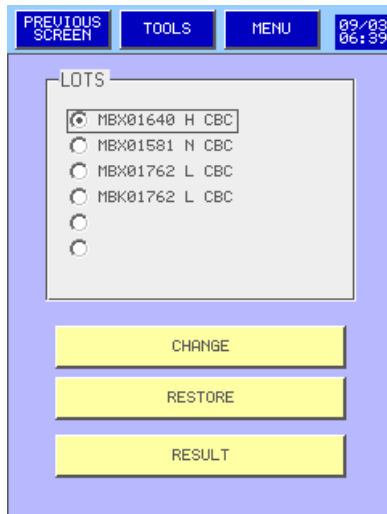 PREVIOUS SCREEN
TOOLS
MENU
09/03
06:39
LOTS
MBX01640 H CBC
MBX01581 N CBC
MBX01762 L CBC
MBK01762 L CBC
CHANGE
RESTORE
RESULT